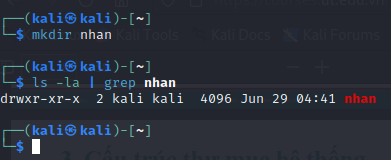 ┌──(kali㉿kali)-[~]
└─$ mkdir nhan
┌──(kali㉿kali)-[~]
└─$ ls -la | grep nhan
drwxr-xr-x  2 kali kali  4096 Jun 29 04:41 nhan
┌──(kali㉿kali)-[~]
└─$